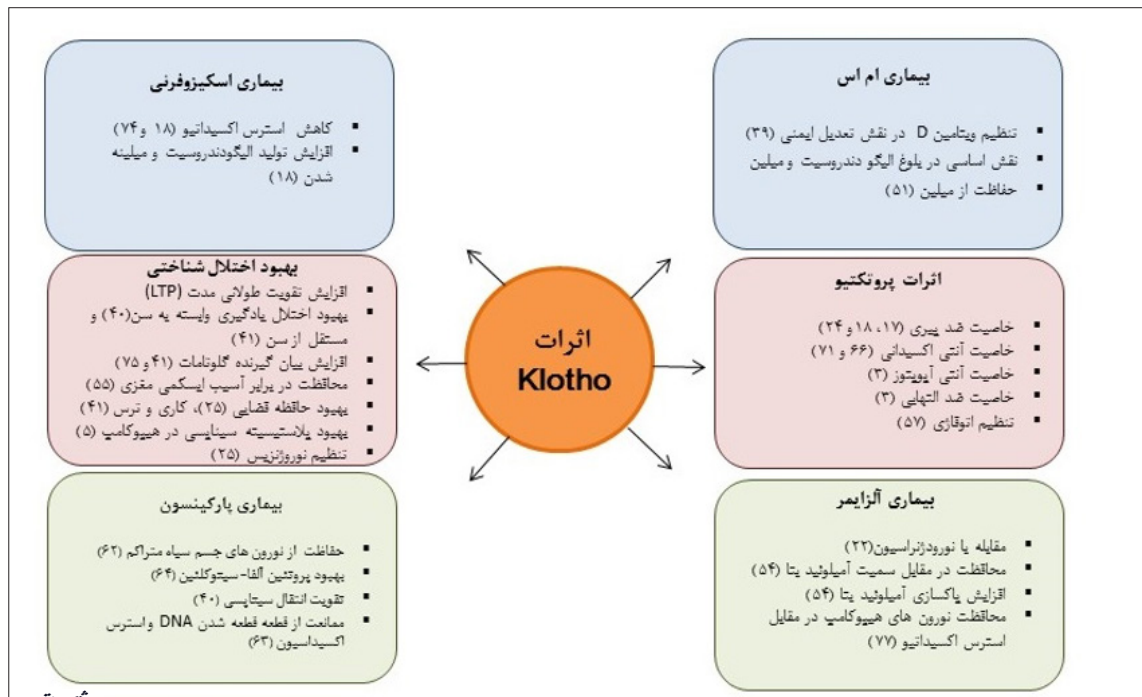 بیماری ام اس
تنظیم ویتامین D در نقش تعدیل ایمنی (۳۹)
نقش اساسی در بلوغ الیگو دندروسیت و میلین
حفاظت از میلین (۵۱)
بیماری اسکیزوفرنی
کاهش استرس اکسیداتیو (۱۸ و ۷۴)
افزایش تولید الیگودندروسیت و میلینه
شدن (۱۸)
اثرات پروتکتیو
خاصیت ضد پیری (۱۷، ۱۸ و ۲۴)
خاصیت آنتی اکسیدانی (۶۶ و ۷۱)
خاصیت آنتی آپوپتوز (۳)
خاصیت ضد التهابی (۳)
تنظیم اتوفاژی (۵۷)
اثرات
Klotho
بهبود اختلال شناختی
افزایش تقویت طولانی مدت (LTP)
بهبود اختلال یادگیری وابسته به سن(۴۰) و
مستقل از سن (۴۱)
افزایش بیان گیرنده گلوتامات (۴۱ و ۷۵)
محافظت در برابر آسیب ایسکمی مغزی (۵۵)
بهبود حافظه فضایی (۲۵)، کاری و ترس (۴۱)
بهبود پلاستیسیته سیناپسی در هیپوکامپ (۵)
تنظیم نوروژنزیس (۲۵)
بیماری آلزایمر
مقابله با نورودژنراسیون(۲۲)
محافظت در مقابل سمیت آمیلوئید بتا (۵۴)
افزایش پاکسازی آمیلوئید بتا (۵۴)
محافظت نورون های هیپوکامپ در مقابل
استرس اکسیداتیو (۷۷)
بیماری پارکینسون
حفاظت از نورون های جسم سیاه متراکم (۶۲)
بهبود پروتئین آلفا-سیتوکلئین (۶۴)
تقویت انتقال سیناپسی (۴۰)
ممانعت از قطعه قطعه شدن DNA و استرس
اکسیداسیون (۶۳)